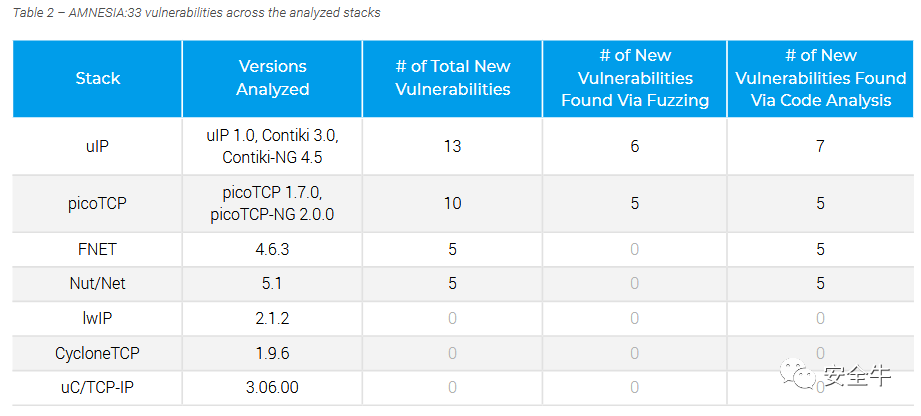 Table 2 – AMNESIA:33 vulnerabilities across the analyzed stacks
Stack
Versions
Analyzed
# of Total New
Vulnerabilities
# of New
Vulnerabilities
Found Via Fuzzing
# of New
Vulnerabilities Found
Via Code Analysis
uIP
uIP 1.0, Contiki 3.0,
Contiki-NG 4.5
13
6
7
picoTCP
picoTCP 1.7.0,
picoTCP-NG 2.0.0
10
5
5
FNET
4.6.3
5
0
5
Nut/Net
5.1
5
0
5
lwIP
2.1.2
0
0
0
CycloneTCP
1.9.6
0
0
0
uC/TCP-IP
3.06.00
0
0
0
安全牛